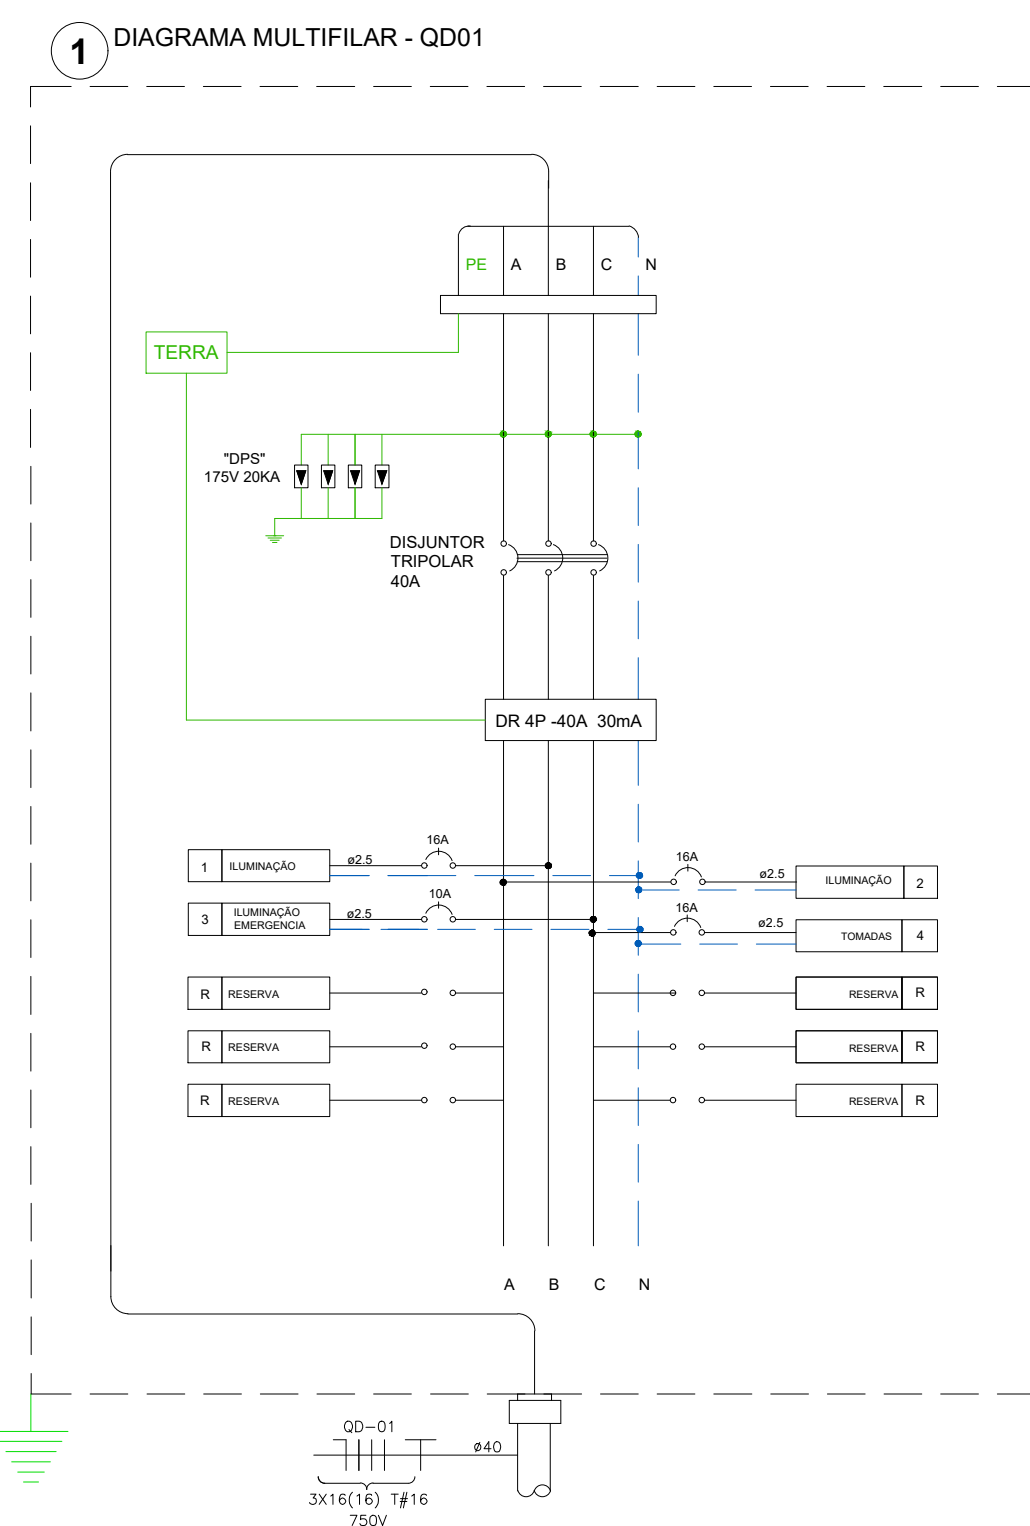 1 DIAGRAMA MULTIFILAR - QD01
PE A B C N
TERRA
"DPS"
175V 20KA
DISJUNTOR
TRIPOLAR
40A
DR 4P -40A 30mA
1 ILUMINAÇÃO ø2.5 16A
16A ø2.5 ILUMINAÇÃO 2
3 ILUMINAÇÃO
EMERGENCIA ø2.5 10A
16A ø2.5 TOMADAS 4
R RESERVA
RESERVA R
R RESERVA
RESERVA R
R RESERVA
RESERVA R
A B C N
QD-01
ø40
3X16(16) T#16
750V